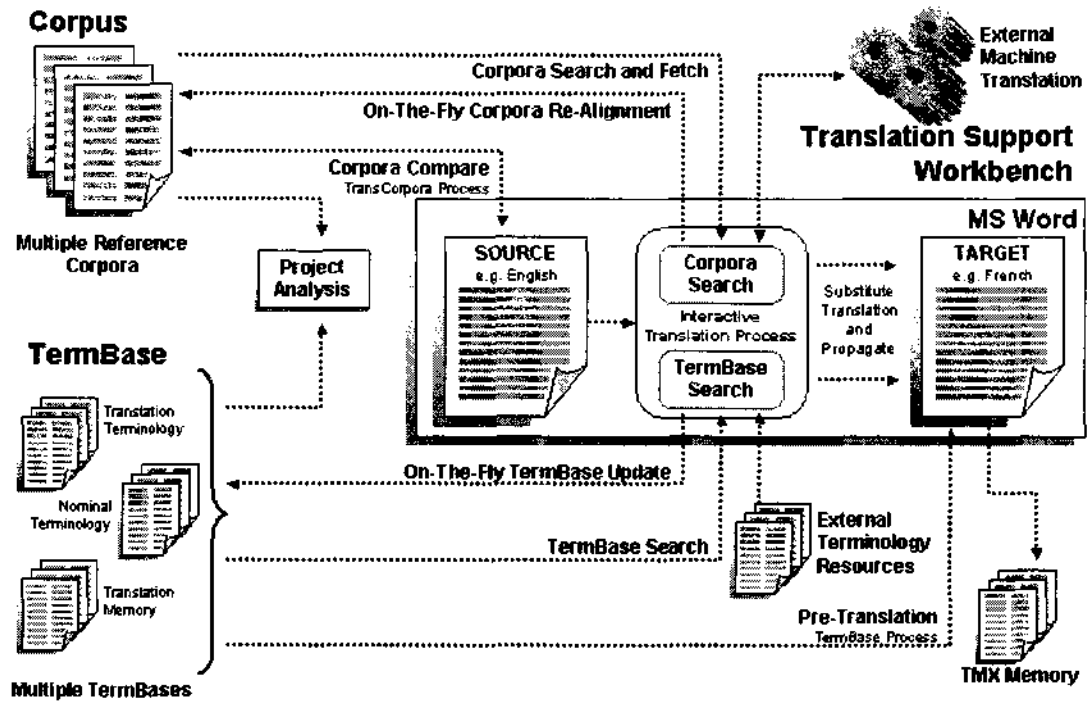 Corpus
Corpora Search and Fetch
On-The-Fly Corpora Re-Alignment
Corpora Compare
TransCorpora Process
Multiple Reference
Corpora
Project
Analysis
External
Machine
Translation
Translation Support
Workbench
MS Word
SOURCE
e.g. English
Corpora
Search
Interactive
Translation Process
TermBase
Search
Substitute
Translation
and
Propagate
TARGET
e.g. French
TermBase
Translation
Terminology
Nominal
Terminology
Translation
Memory
Multiple TermBases
On-The-Fly TermBase Update
TermBase Search
External
Terminology
Resources
Pre-Translation
TermBase Process
TMX Memory